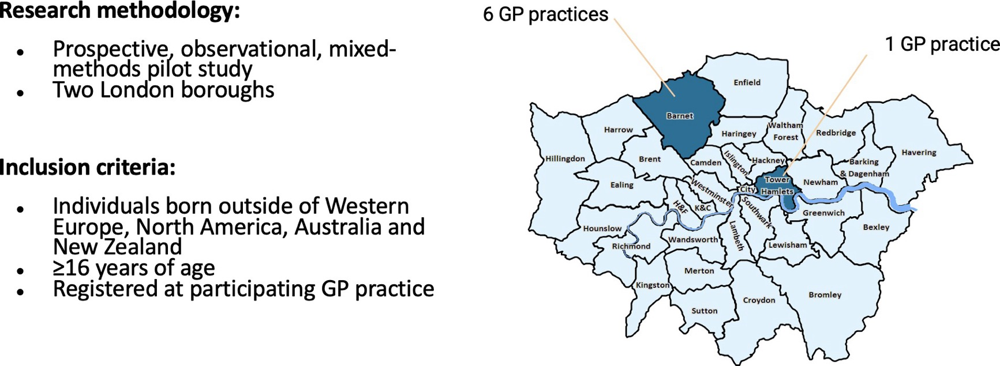 Research methodology:
• Prospective, observational, mixed-
methods pilot study
• Two London boroughs
Inclusion criteria:
• Individuals born outside of Western
Europe, North America, Australia and
New Zealand
• ≥16 years of age
• Registered at participating GP practice
6 GP practices
1 GP practice
Enfield
Barnet
Harrow
Haringey
Waltham
Forest
Redbridge
Havering
Hillingdon
Brent
Camden
Islington
Hackney
Barking
& Dagenham
Ealing
Westminster
City
Tower
Hamlets
Newham
H&F
K&C
Southwark
Greenwich
Hounslow
Bexley
Richmond
Wandsworth
Lambeth
Lewisham
Merton
Kingston
Croydon
Bromley
Sutton